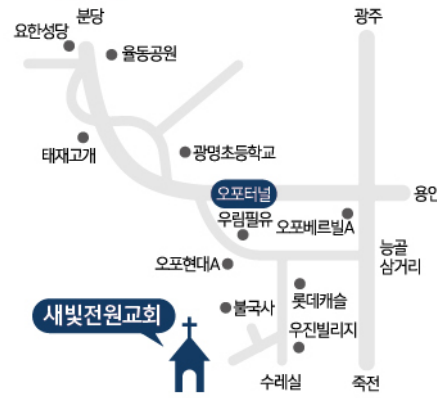 분당
광주
요한성당
율동공원
태재고개
광명초등학교
오포터널
용인
우림필유
오포베르빌A
능골
삼거리
오포현대A
롯데캐슬
불국사
새빛전원교회
우진빌리지
수레실
죽전